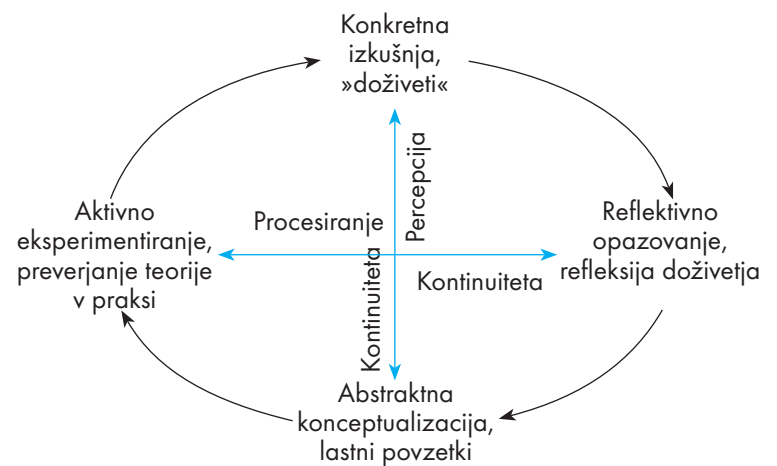 Konkretna
izkušnja,
»doživeti«
Percepcija
Procesiranje
Aktivno
eksperimentiranje,
preverjanje teorije
v praksi
Reflektivno
opazovanje,
refleksija doživetja
Kontinuiteta
Kontinuiteta
Abstraktna
konceptualizacija,
lastni povzetki